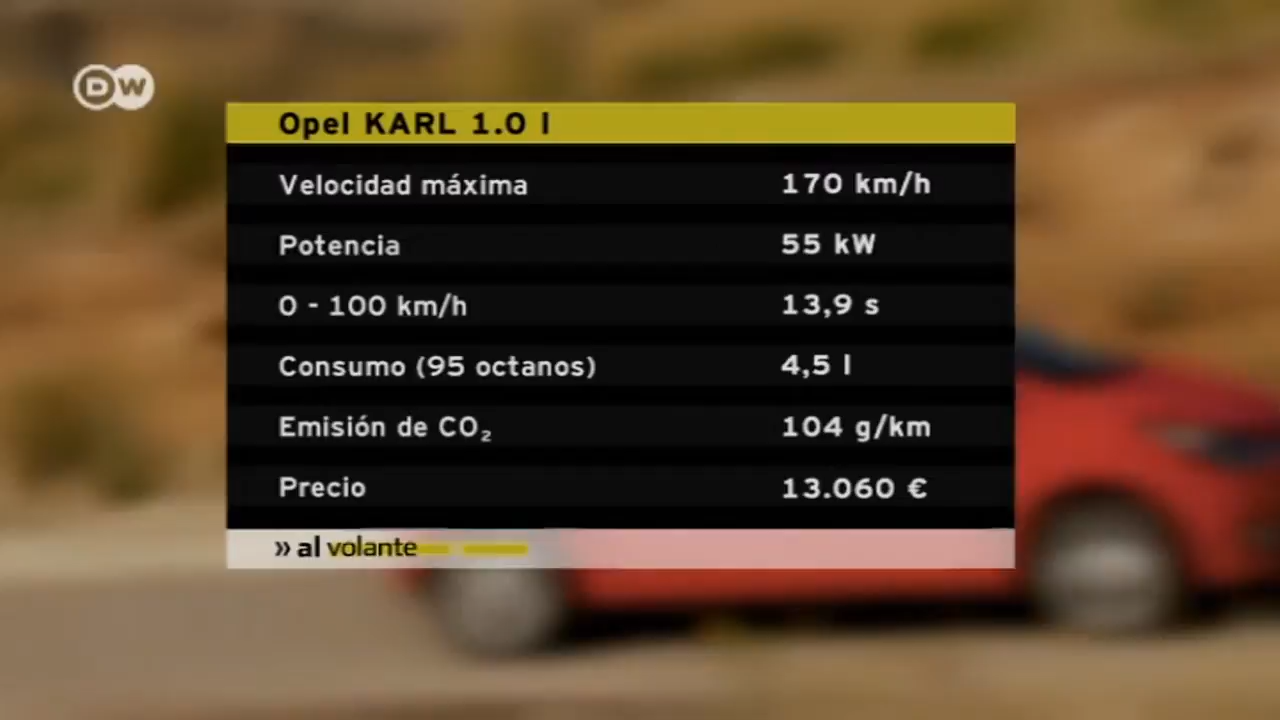 DW
Opel KARL 1.0 l
Velocidad máxima 170 km/h
Potencia 55 kW
0 - 100 km/h 13,9 s
Consumo (95 octanos) 4,5 l
Emisión de CO₂ 104 g/km
Precio 13.060 €
» al volante